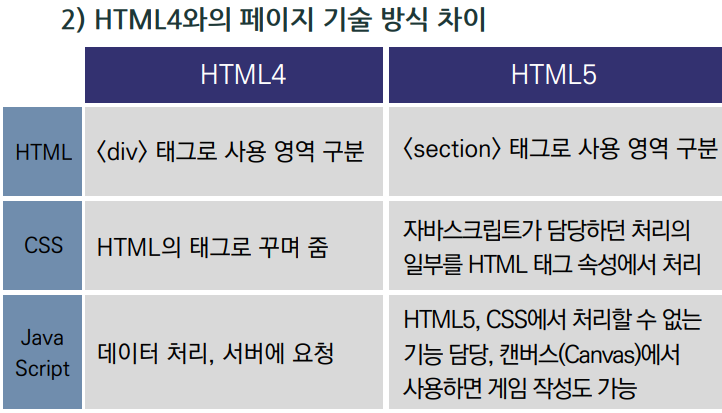 2) HTML4와의 페이지 기술 방식 차이
HTML4
HTML5
HTML
〈div〉 태그로 사용 영역 구분
〈section〉 태그로 사용 영역 구분
CSS
HTML의 태그로 꾸며 줌
자바스크립트가 담당하던 처리의
일부를 HTML 태그 속성에서 처리
Java
Script
데이터 처리, 서버에 요청
HTML5, CSS에서 처리할 수 없는
기능 담당, 캔버스(Canvas)에서
사용하면 게임 작성도 가능